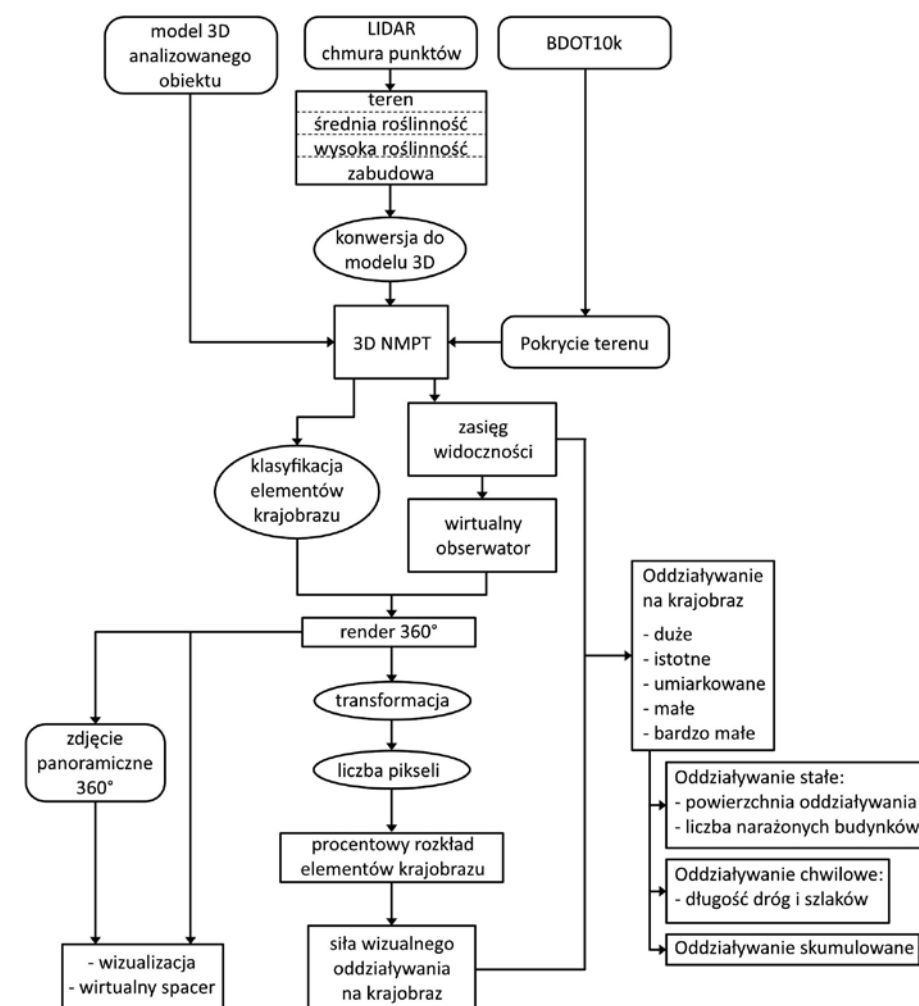 model 3D
analizowanego
obiektu
LIDAR
chmura punktów
BDOT10k
teren
średnia roślinność
wysoka roślinność
zabudowa
konwersja do
modelu 3D
3D NMPT
Pokrycie terenu
zasięg
widoczności
klasyfikacja
elementów
krajobrazu
wirtualny
obserwator
render 360°
transformacja
zdjęcie
panoramiczne
360°
liczba pikseli
procentowy rozkład
elementów krajobrazu
- wizualizacja
- wirtualny spacer
siła wizualnego
oddziaływania
na krajobraz
Oddziaływanie
na krajobraz
- duże
- istotne
- umiarkowane
- małe
- bardzo małe
Oddziaływanie stałe:
- powierzchnia oddziaływania
- liczba narażonych budynków
Oddziaływanie chwilowe:
- długość dróg i szlaków
Oddziaływanie skumulowane